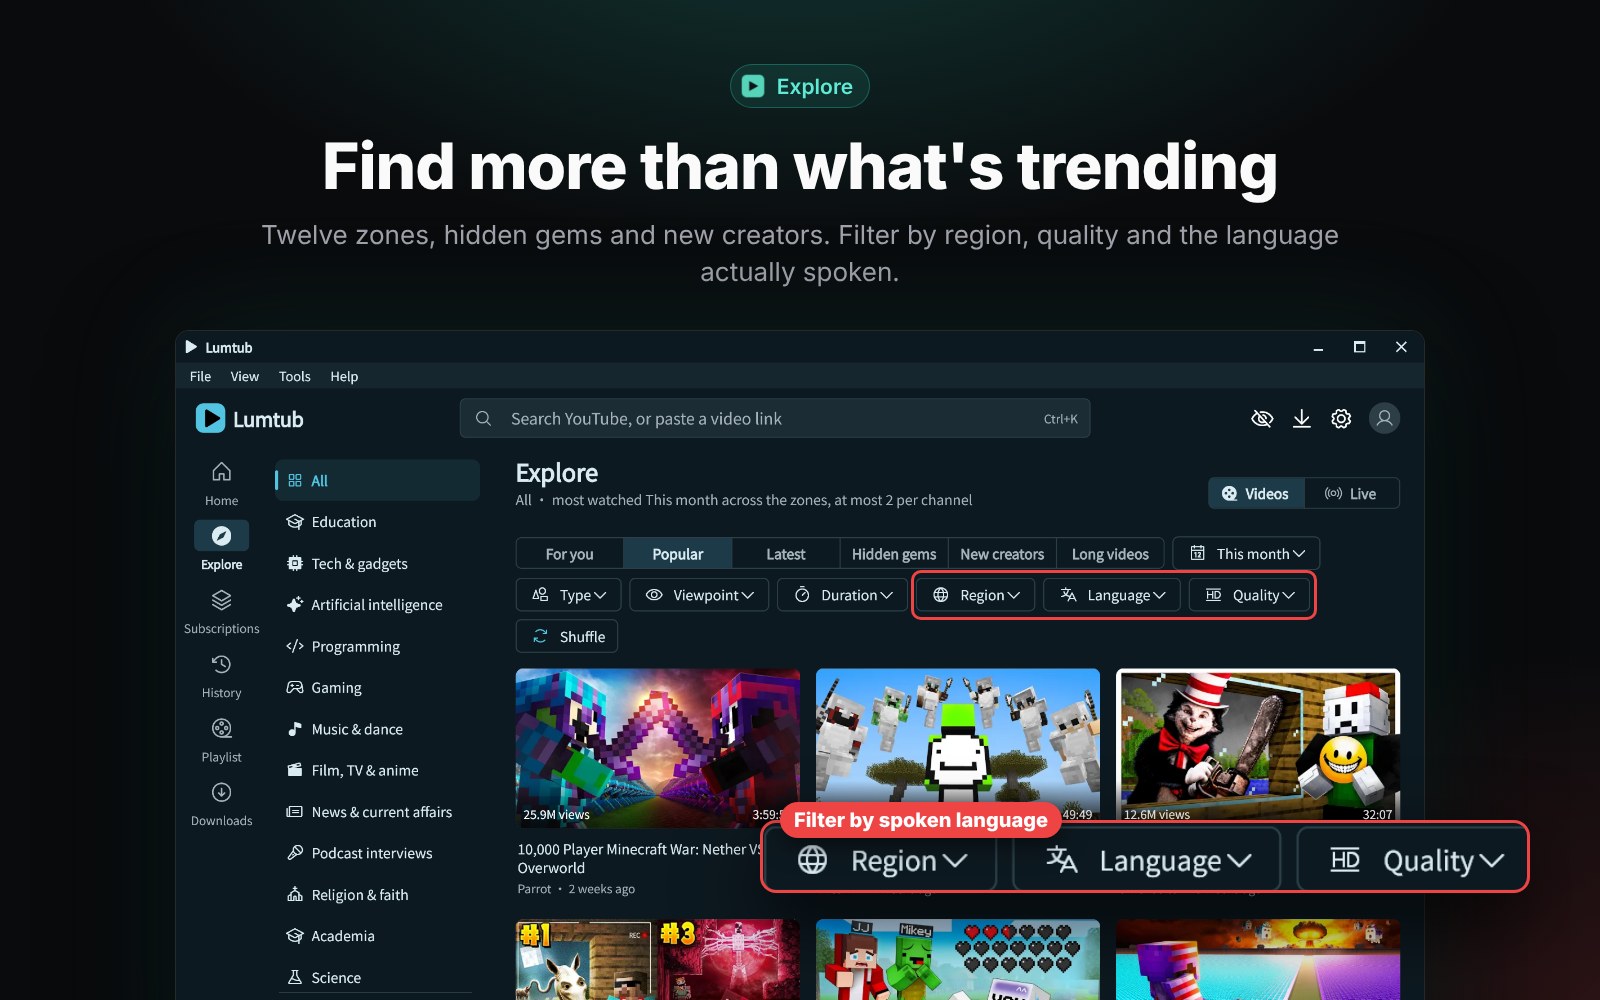 Explore
Find more than what's trending
Twelve zones, hidden gems and new creators. Filter by region, quality and the language
actually spoken.
Lumtub
File View Tools Help
Lumtub
Search YouTube, or paste a video link
Ctrl+K
Home
Explore
Subscriptions
History
Playlist
Downloads
All
Education
Tech & gadgets
Artificial intelligence
Programming
Gaming
Music & dance
Film, TV & anime
News & current affairs
Podcast interviews
Religion & faith
Academia
Science
Explore
All • most watched This month across the zones, at most 2 per channel
Videos Live
For you Popular Latest Hidden gems New creators Long videos This month
Type Viewpoint Duration Region Language Quality
Shuffle
25.9M views
12.6M views
32:07
Filter by spoken language
Region Language Quality
10,000 Player Minecraft War: Nether VS
Overworld
Parrot • 2 weeks ago
#1
REC
#3
JJ
Mikey